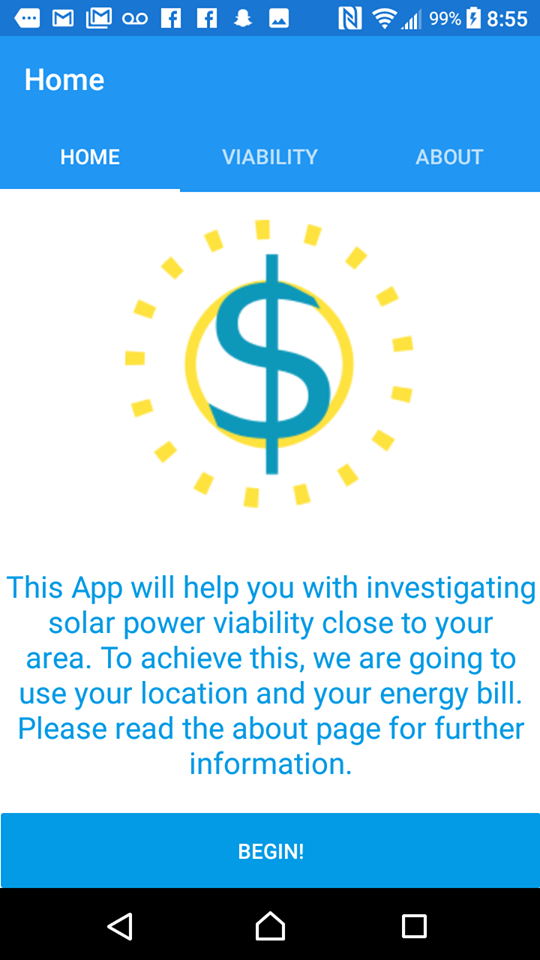 99% 8:55
Home
HOME VIABILITY ABOUT
$
This App will help you with investigating
solar power viability close to your
area. To achieve this, we are going to
use your location and your energy bill.
Please read the about page for further
information.
BEGIN!